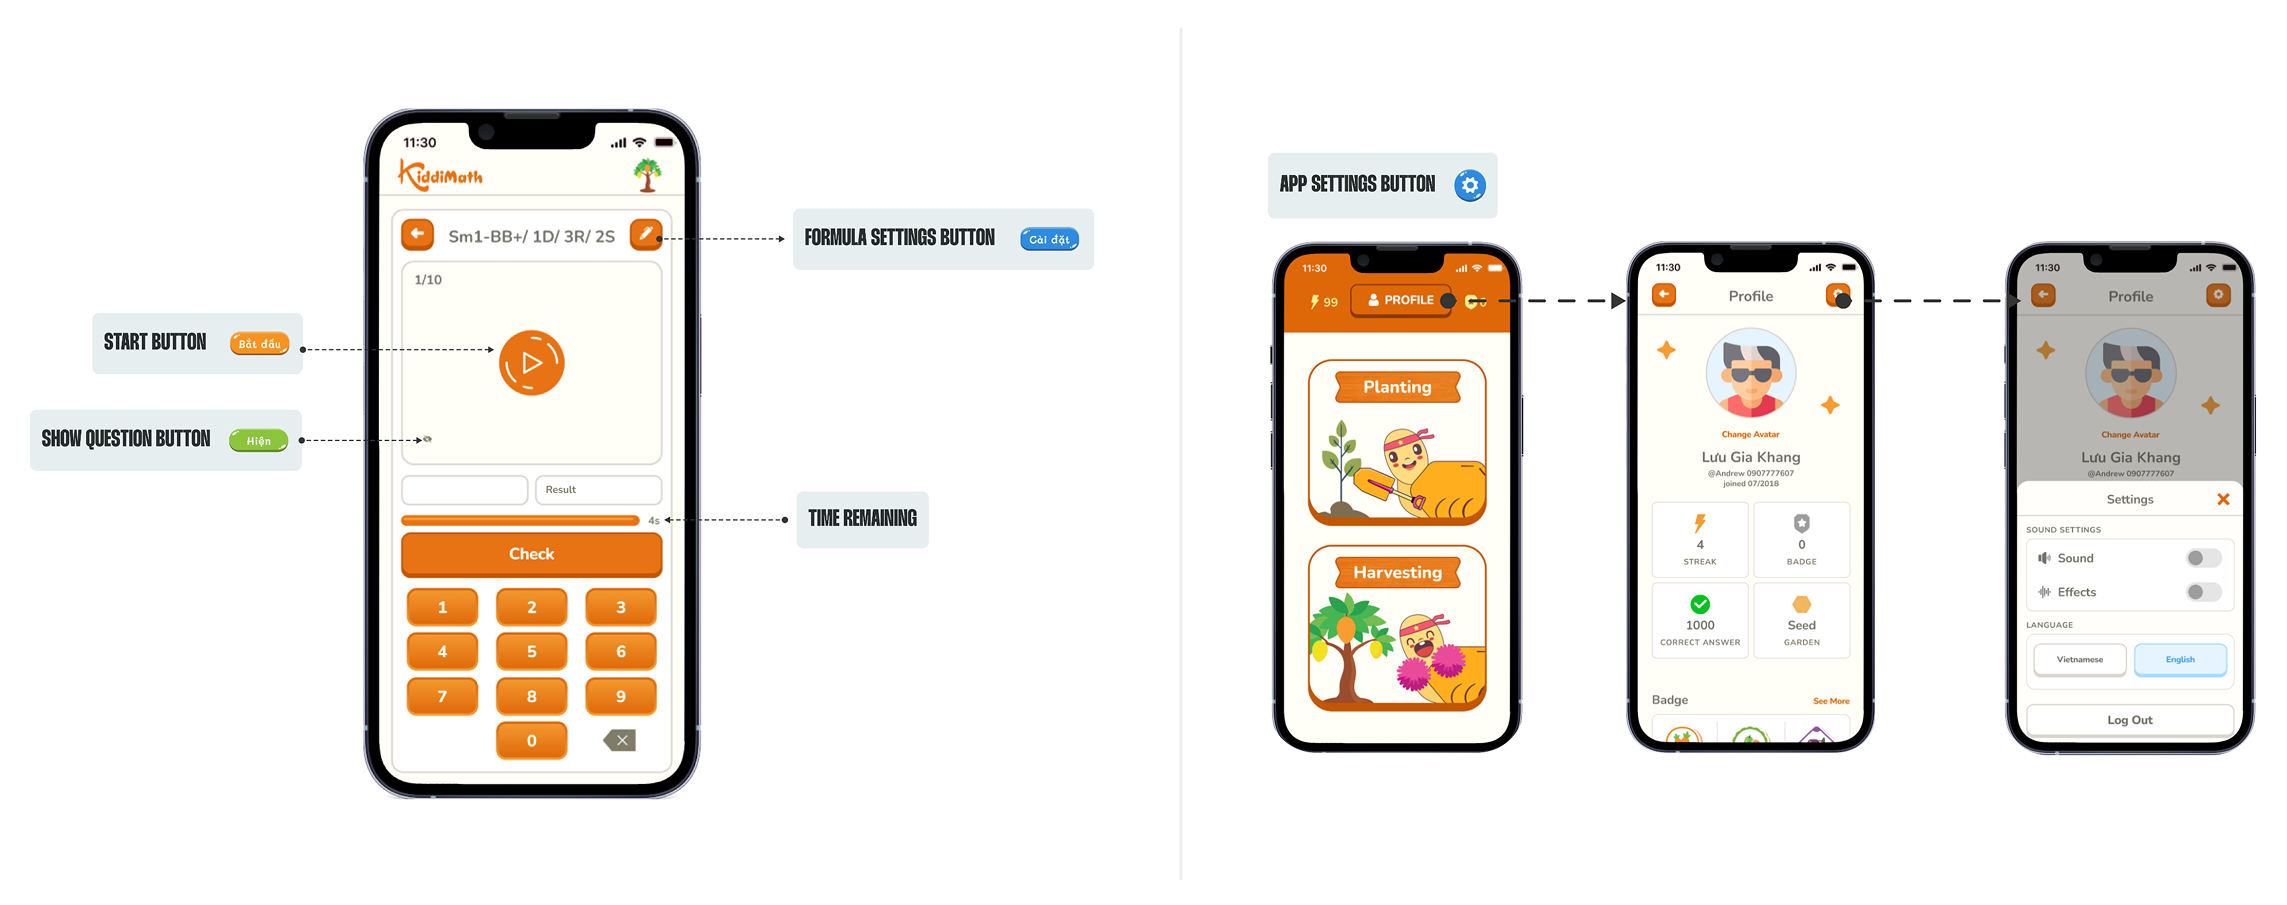 START BUTTON
Bắt đầu
SHOW QUESTION BUTTON
Hiện
11:30
KiddiMath
Sm1-BB+/ 1D/ 3R/ 2S
1/10
Result
4s
Check
1 2 3
4 5 6
7 8 9
0
FORMULA SETTINGS BUTTON
Cài đặt
TIME REMAINING
APP SETTINGS BUTTON
11:30
99
PROFILE
Planting
Harvesting
11:30
Profile
Change Avatar
Lưu Gia Khang
@Andrew 0907777607
joined 07/2018
4
STREAK
0
BADGE
1000
CORRECT ANSWER
Seed
GARDEN
Badge
See More
11:30
Profile
Change Avatar
Lưu Gia Khang
@Andrew 0907777607
Settings
SOUND SETTINGS
Sound
Effects
LANGUAGE
Vietnamese
English
Log Out